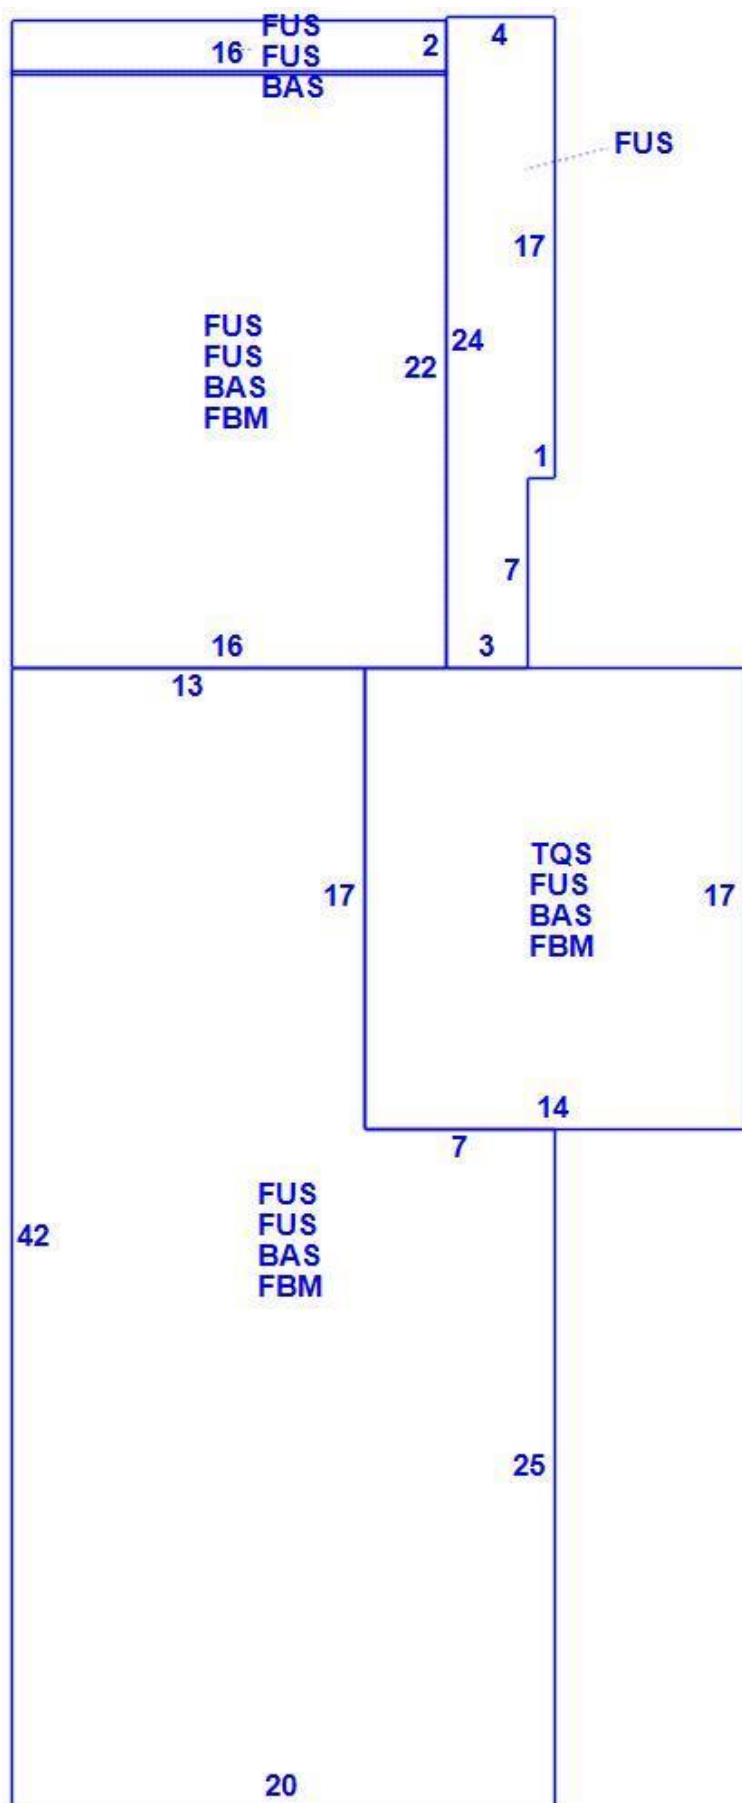 FUS
16 FUS 2 4
BAS
FUS
17
FUS
FUS 24
BAS 22
FBM
1
7
16 3
13
TQS
FUS
17 BAS 17
FBM
14
7
FUS
FUS
42 BAS
FBM
25
20